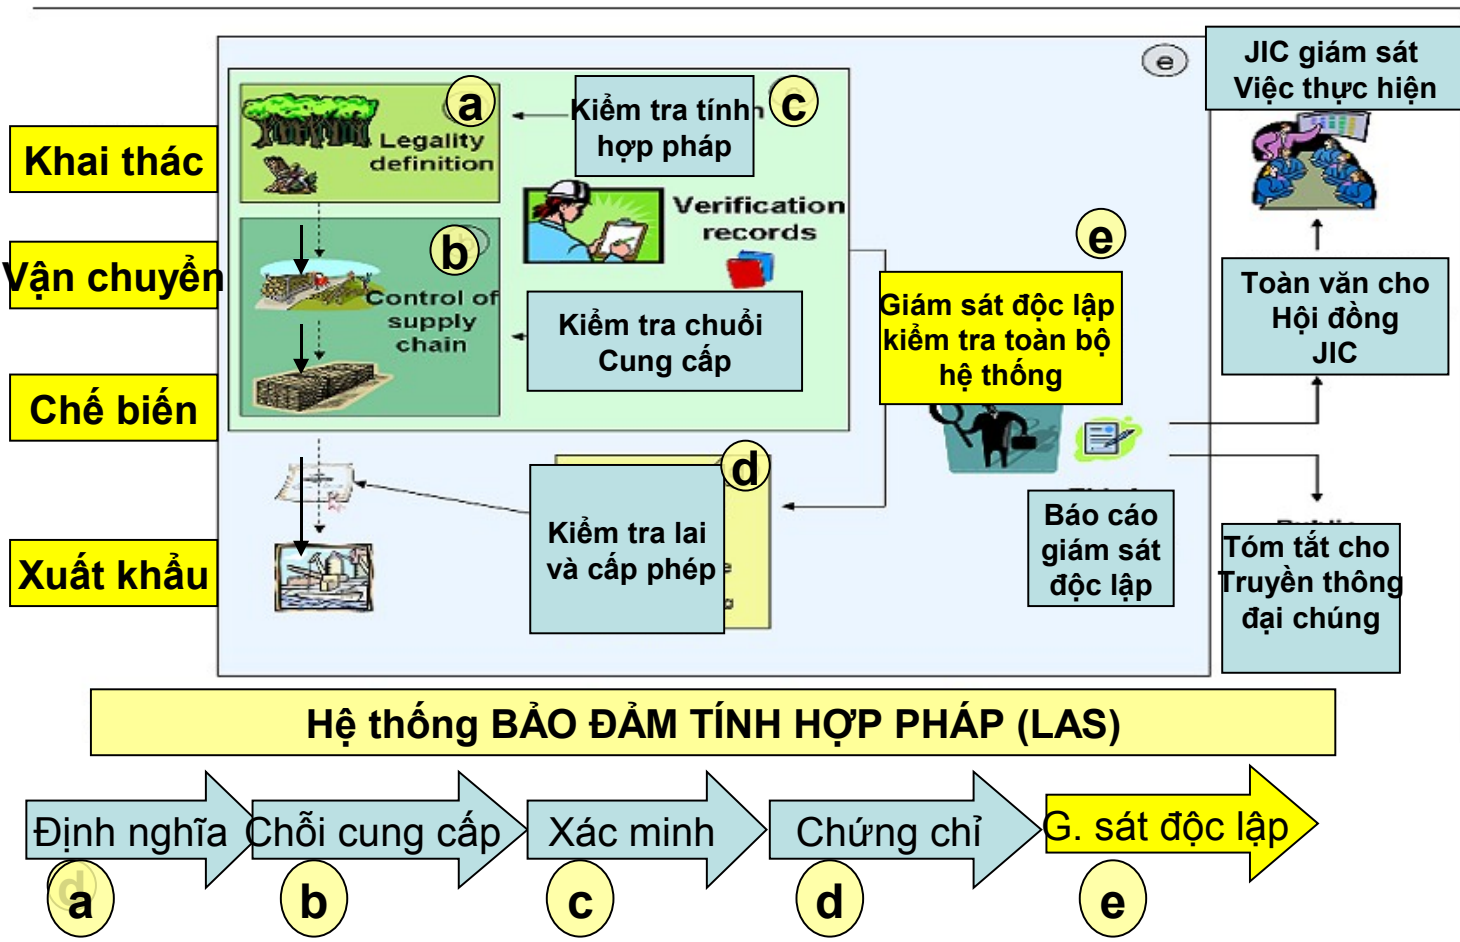 e
JIC giám sát
Việc thực hiện
a
Kiểm tra tính
hợp pháp
c
Legality
definition
Khai thác
Verification
records
b
e
Vận chuyển
Control of
supply
chain
Kiểm tra chuổi
Cung cấp
Giám sát độc lập
kiểm tra toàn bộ
hệ thống
Toàn văn cho
Hội đồng
JIC
Chế biến
d
Kiểm tra lai
và cấp phép
Báo cáo
giám sát
độc lập
Tóm tắt cho
Truyền thông
đại chúng
Xuất khẩu
Hệ thống BẢO ĐẢM TÍNH HỢP PHÁP (LAS)
Định nghĩa
Chỗi cung cấp
Xác minh
Chứng chỉ
G. sát độc lập
d
a
b
c
d
e